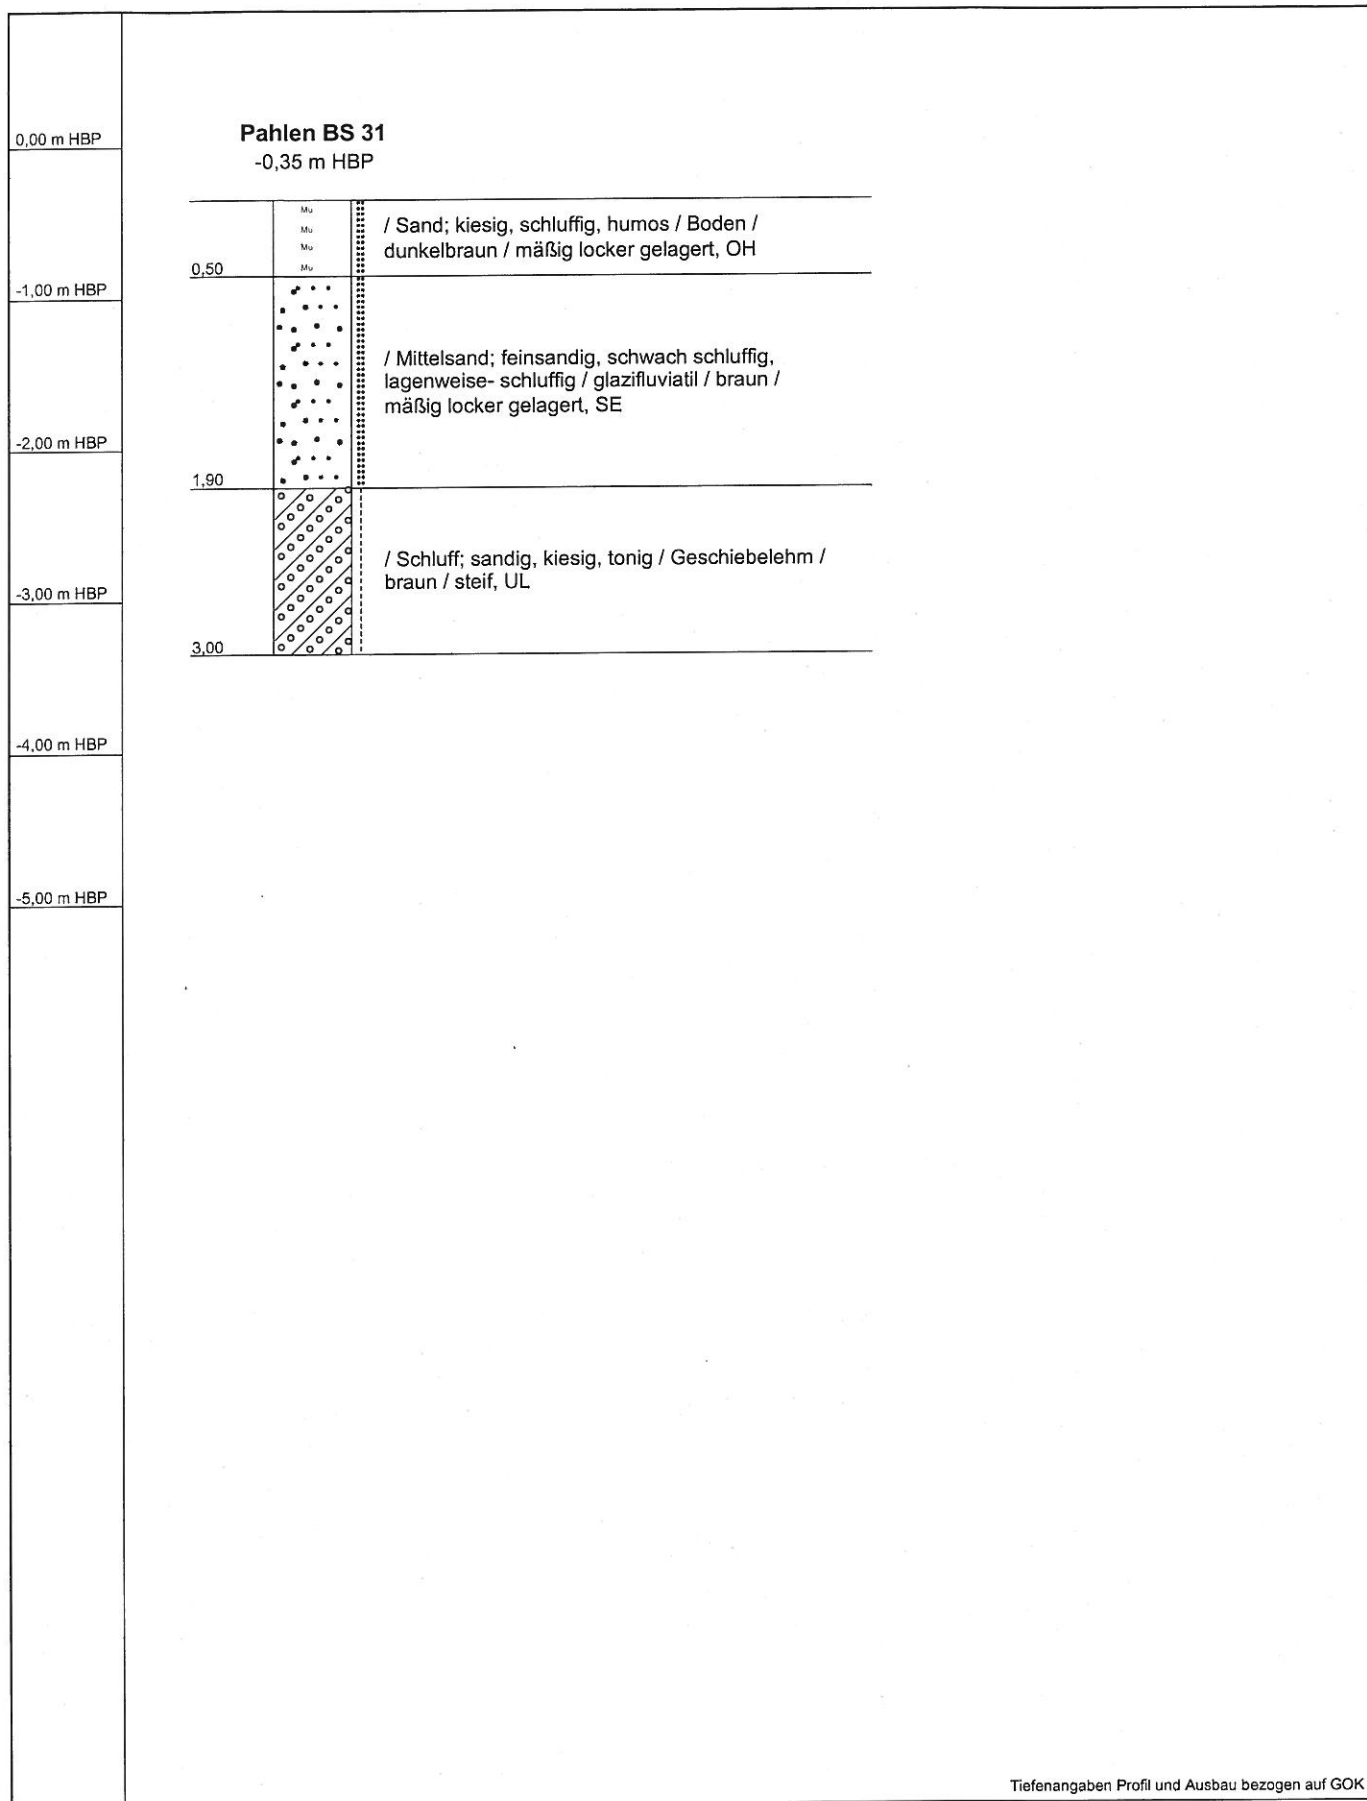 0,00 m HBP
Pahlen BS 31
-0,35 m HBP
Mu
Mu
Mu
Mu
/ Sand; kiesig, schluffig, humos / Boden /
dunkelbraun / mäßig locker gelagert, OH
0,50
-1,00 m HBP
/ Mittelsand; feinsandig, schwach schluffig,
lagenweise- schluffig / glazifluviatil / braun /
mäßig locker gelagert, SE
-2,00 m HBP
1,90
/ Schluff; sandig, kiesig, tonig / Geschiebelehm /
braun / steif, UL
-3,00 m HBP
3,00
-4,00 m HBP
-5,00 m HBP
Tiefenangaben Profil und Ausbau bezogen auf GOK